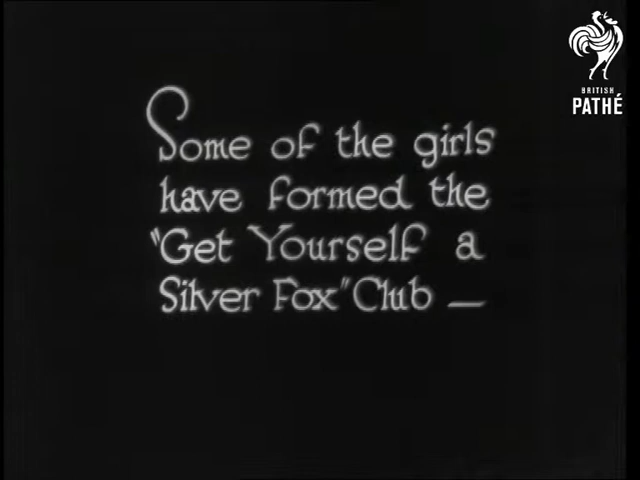 BRITISH
PATHÉ
Some of the girls
have formed the
"Get Yourself a
Silver Fox" Club —